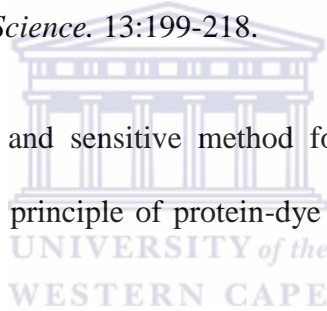 Science. 13:199-218.
and sensitive method fo
principle of protein-dye
UNIVERSITY of the
WESTERN CAPE